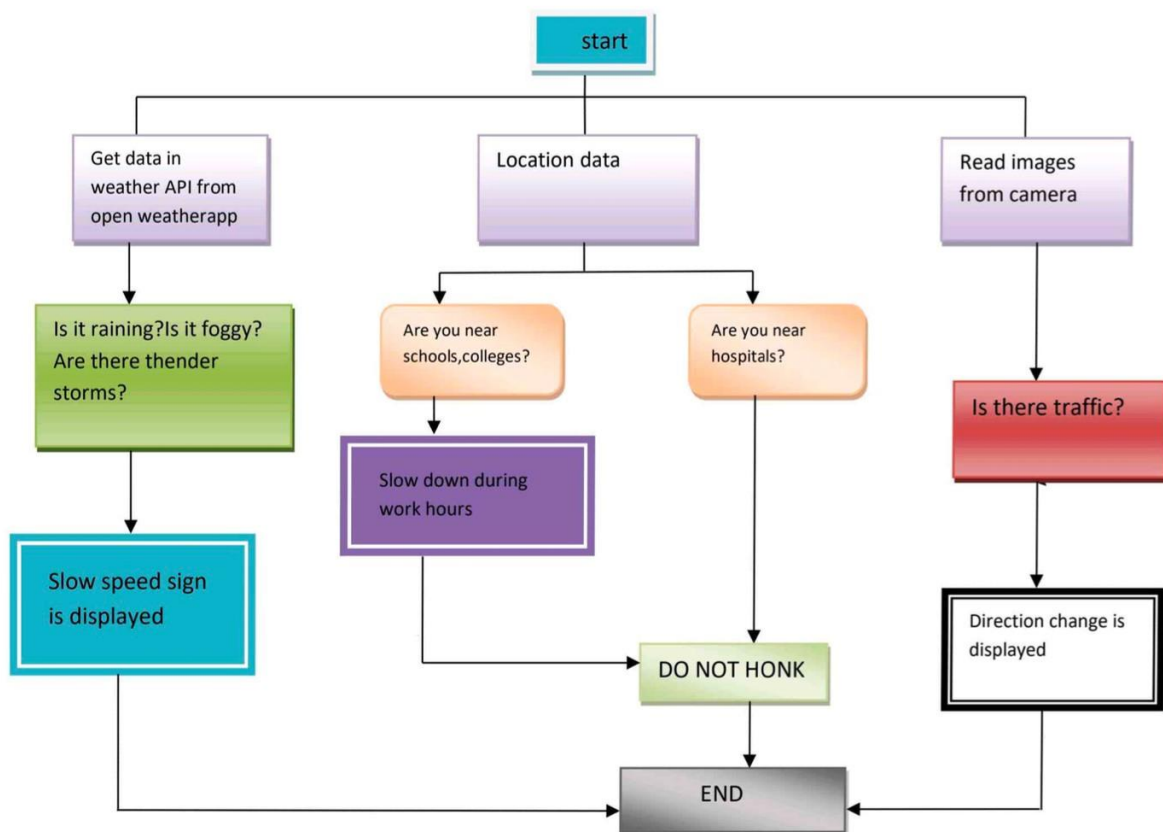 start
Get data in
weather API from
open weatherapp
Location data
Read images
from camera
Is it raining?Is it foggy?
Are there thender
storms?
Are you near
schools,colleges?
Are you near
hospitals?
Is there traffic?
Slow down during
work hours
Slow speed sign
is displayed
Direction change is
displayed
DO NOT HONK
END